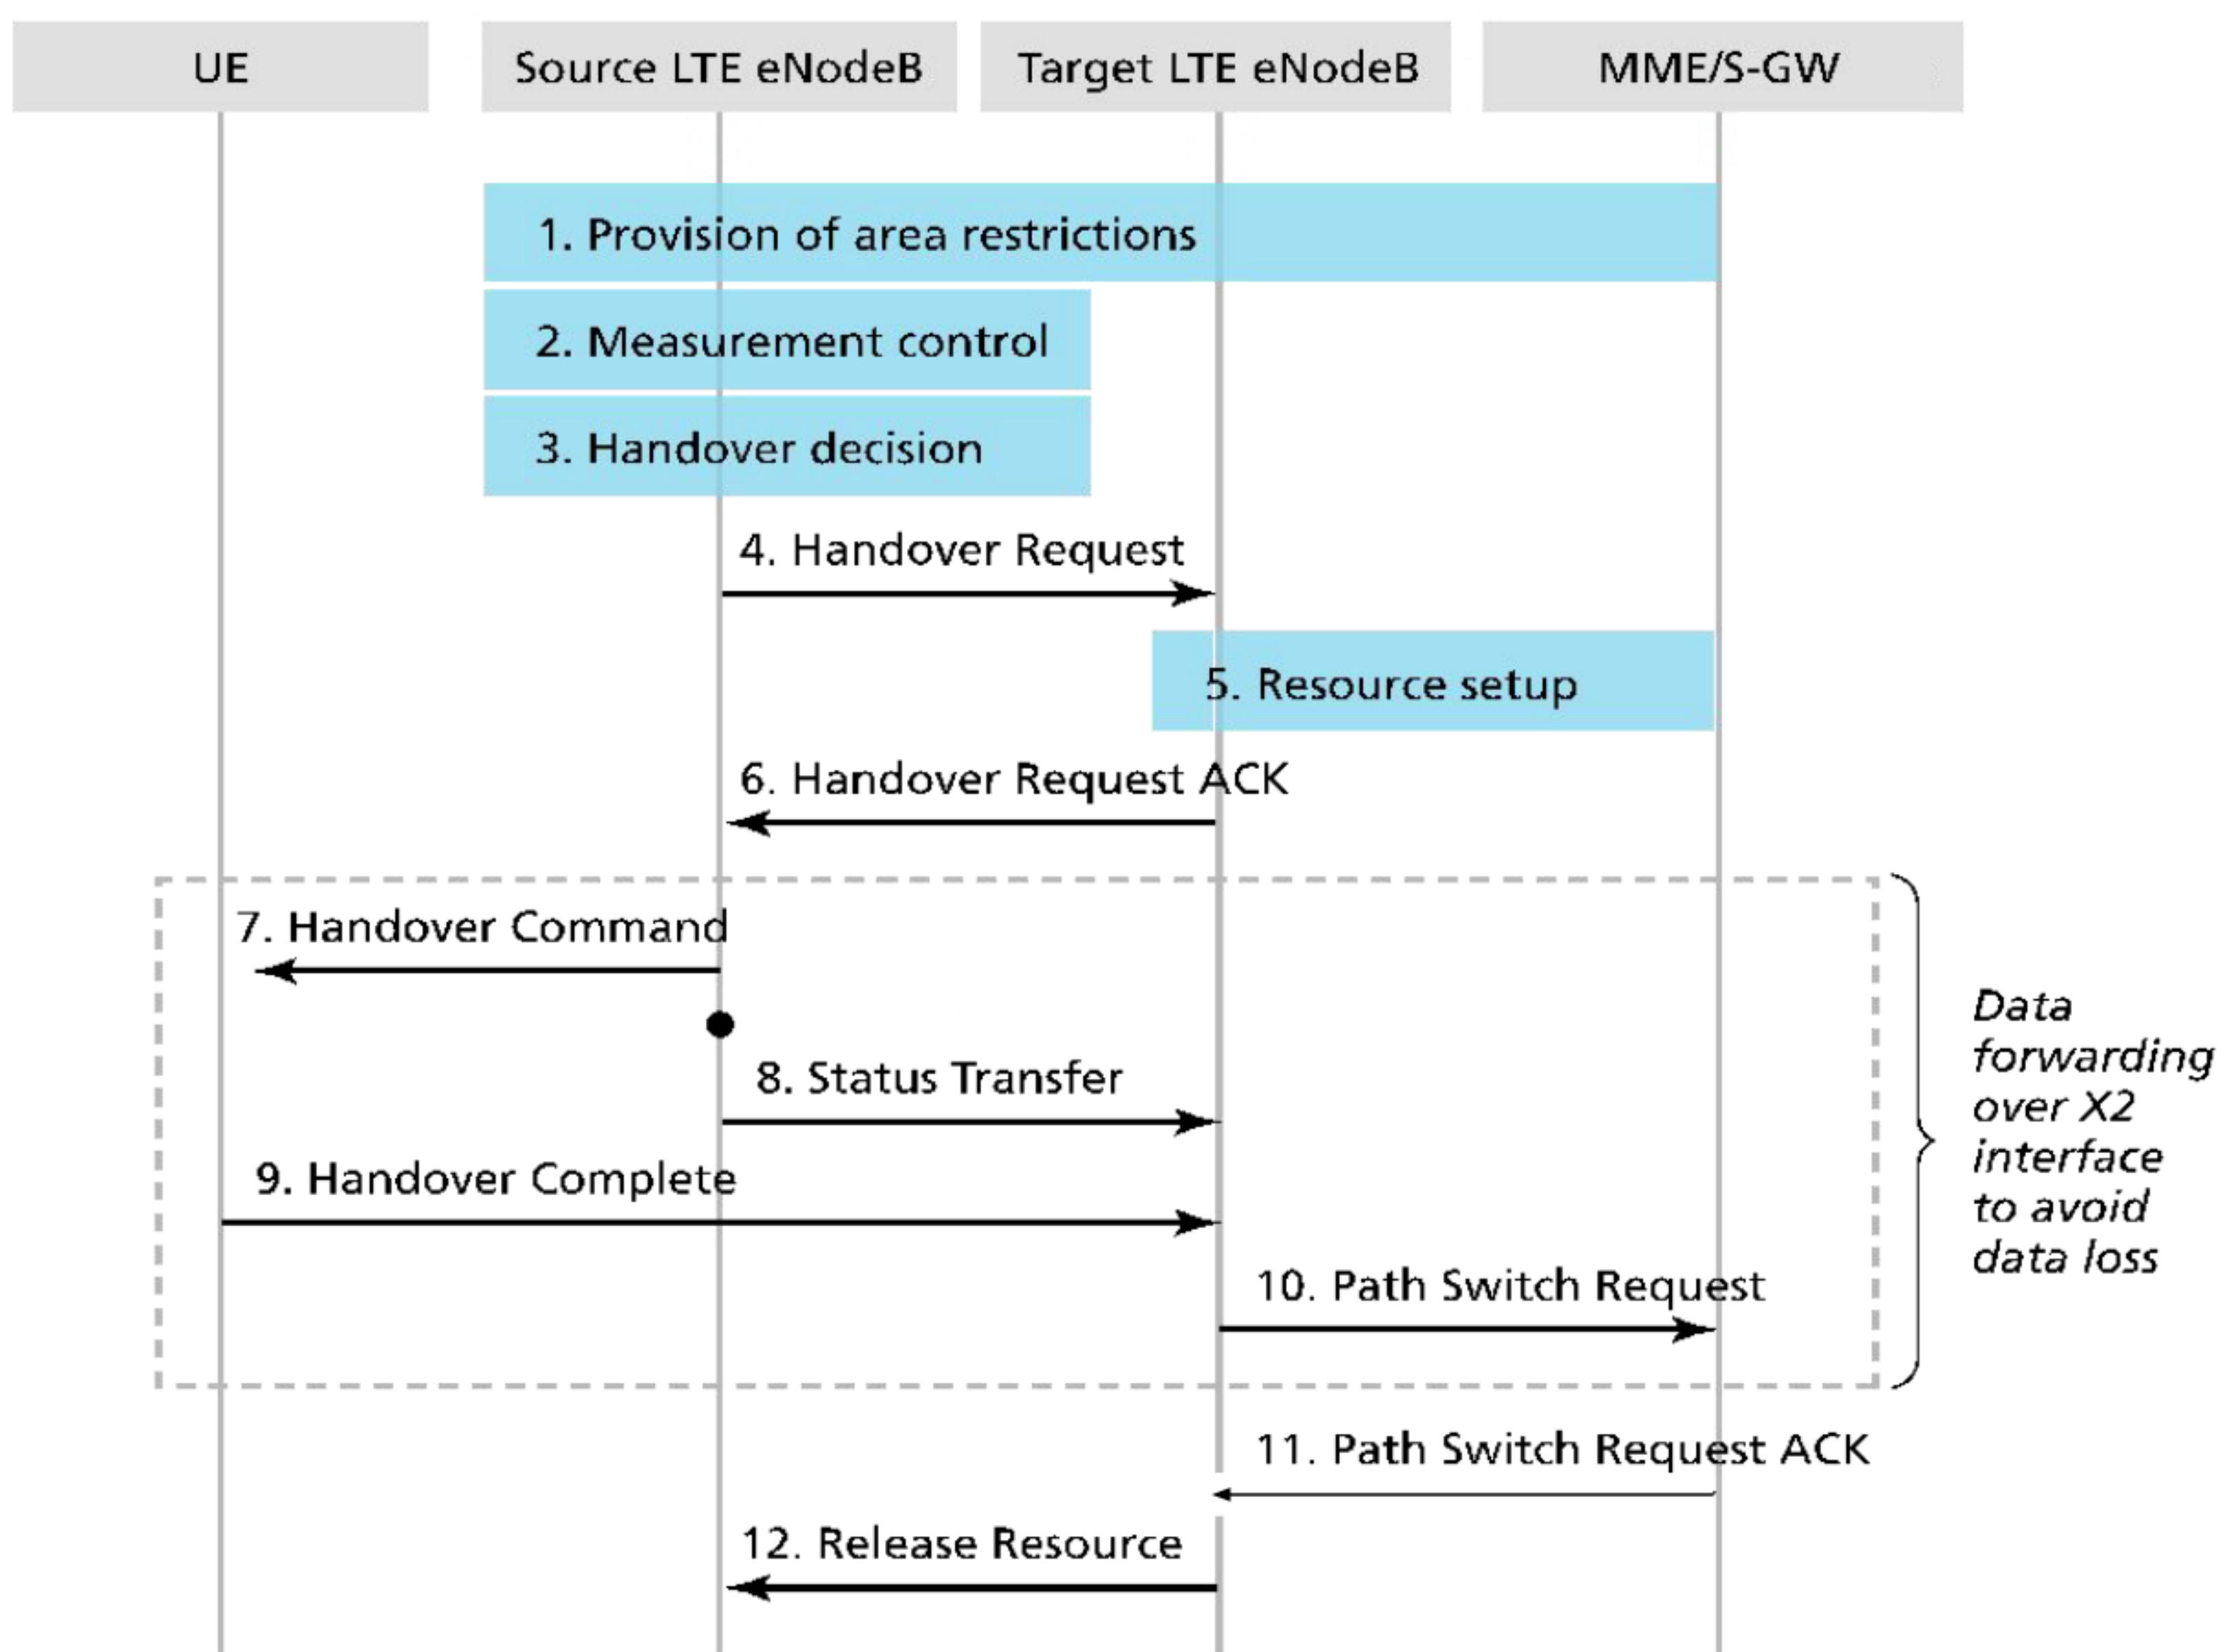 UE
Source LTE eNodeB
Target LTE eNodeB
MME/S-GW
1. Provision of area restrictions
2. Measurement control
3. Handover decision
4. Handover Request
5. Resource setup
6. Handover Request ACK
7. Handover Command
8. Status Transfer
9. Handover Complete
10. Path Switch Request
Data
forwarding
over X2
interface
to avoid
data loss
11. Path Switch Request ACK
12. Release Resource